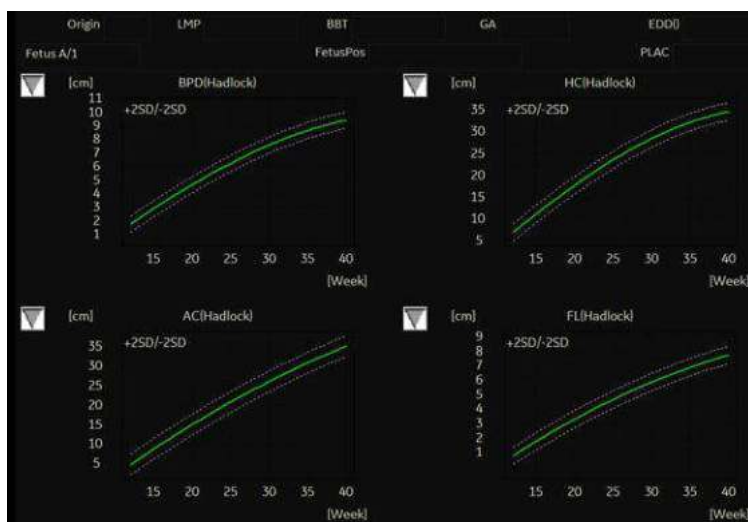 Origin LMP BBT GA EDD()
Fetus A/1 FetusPos PLAC
[cm] BPD(Hadlock)
+2SD/-2SD
11
10
9
8
7
6
5
4
3
2
1
15 20 25 30 35 40
[Week]
[cm] HC(Hadlock)
+2SD/-2SD
35
30
25
20
15
10
5
15 20 25 30 35 40
[Week]
[cm] AC(Hadlock)
+2SD/-2SD
35
30
25
20
15
10
5
15 20 25 30 35 40
[Week]
[cm] FL(Hadlock)
+2SD/-2SD
9
8
7
6
5
4
3
2
1
15 20 25 30 35 40
[Week]